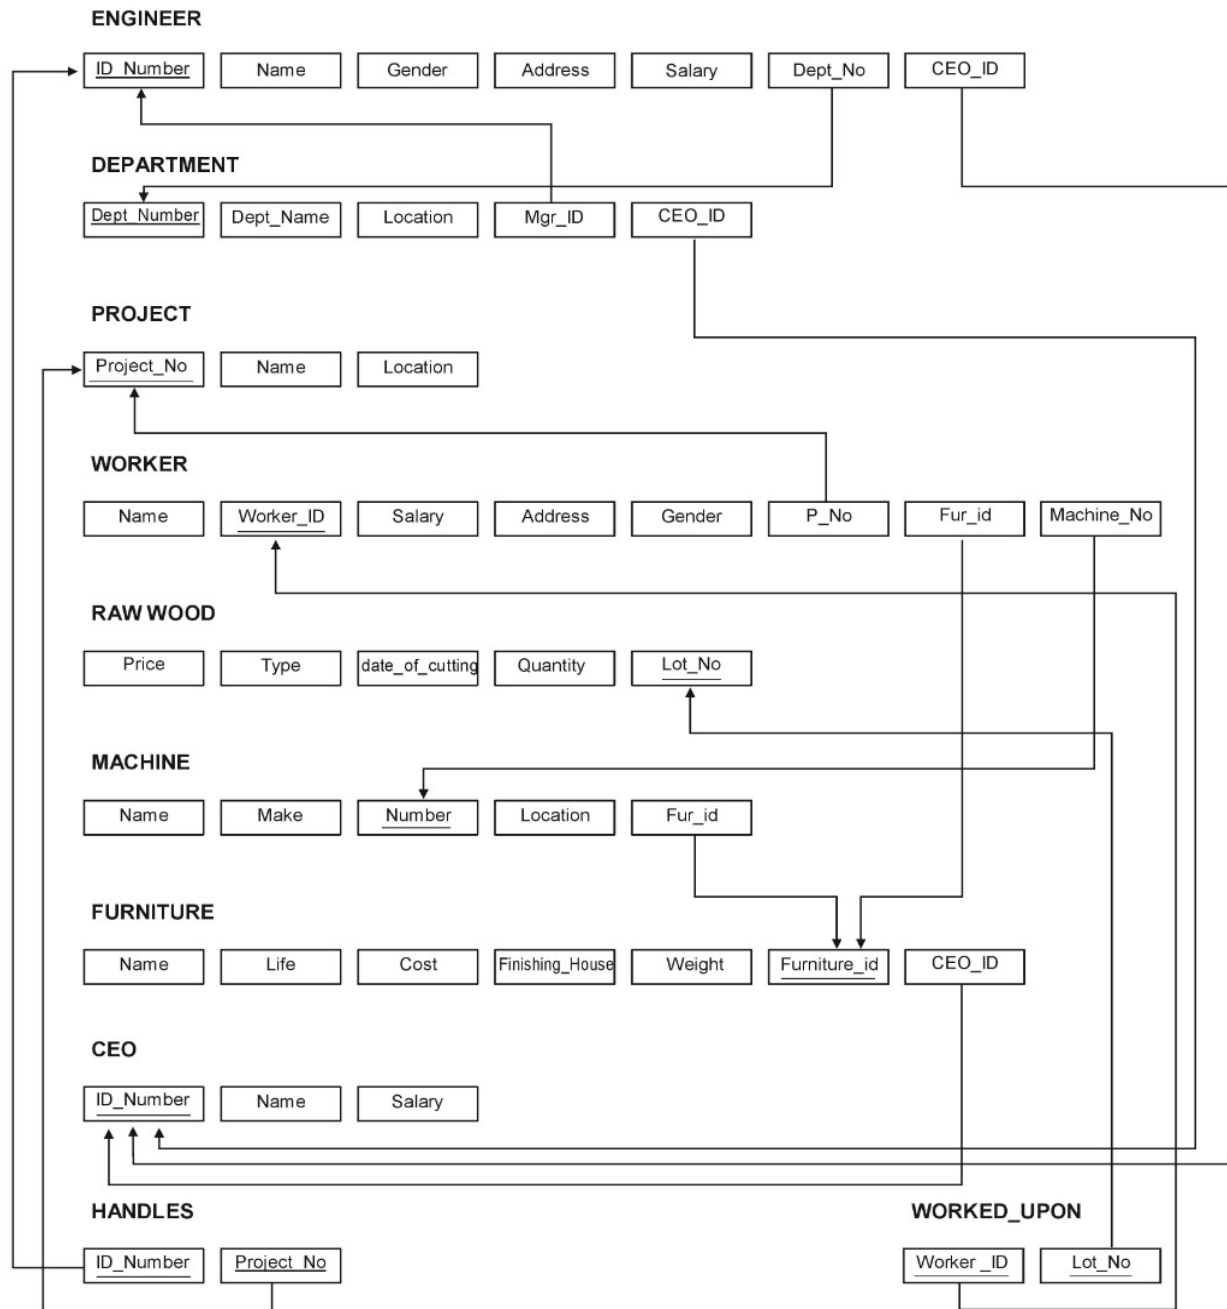 ENGINEER
ID_Number Name Gender Address Salary Dept_No CEO_ID
DEPARTMENT
Dept_Number Dept_Name Location Mgr_ID CEO_ID
PROJECT
Project_No Name Location
WORKER
Name Worker_ID Salary Address Gender P_No Fur_id Machine_No
RAW WOOD
Price Type date_of_cutting Quantity Lot_No
MACHINE
Name Make Number Location Fur_id
FURNITURE
Name Life Cost Finishing_House Weight Furniture_id CEO_ID
CEO
ID_Number Name Salary
HANDLES WORKED_UPON
ID_Number Project_No Worker _ID Lot_No